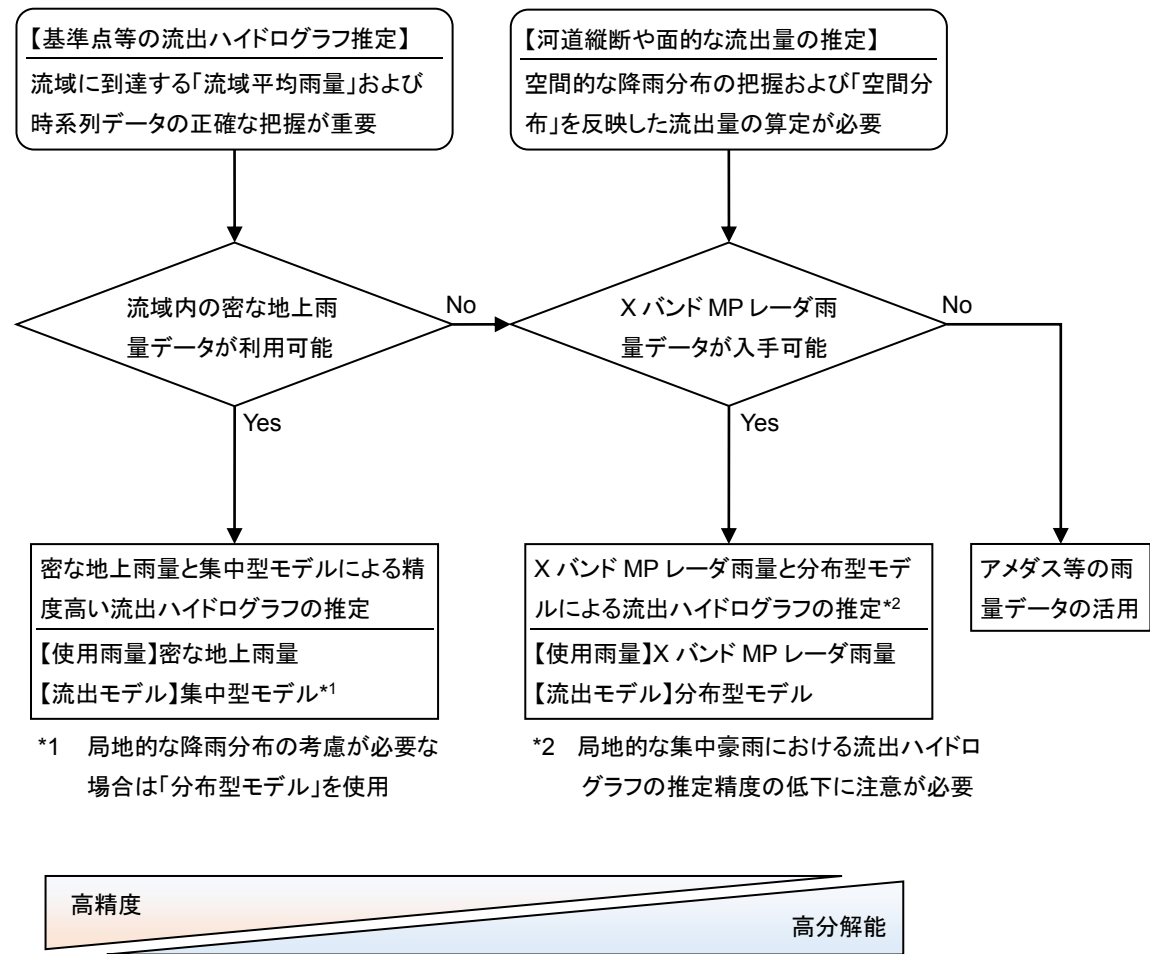 【基準点等の流出ハイドログラフ推定】
流域に到達する「流域平均雨量」および
時系列データの正確な把握が重要
【河道縦断や面的な流出量の推定】
空間的な降雨分布の把握および「空間分
布」を反映した流出量の算定が必要
流域内の密な地上雨
量データが利用可能
No
Yes
X バンド MP レーダ雨
量データが入手可能
No
Yes
密な地上雨量と集中型モデルによる精
度高い流出ハイドログラフの推定
【使用雨量】密な地上雨量
【流出モデル】集中型モデル*1
X バンド MP レーダ雨量と分布型モデ
ルによる流出ハイドログラフの推定*2
【使用雨量】X バンド MP レーダ雨量
【流出モデル】分布型モデル
アメダス等の雨
量データの活用
*1 局地的な降雨分布の考慮が必要な
場合は「分布型モデル」を使用
*2 局地的な集中豪雨における流出ハイドロ
グラフの推定精度の低下に注意が必要
高精度
高分解能